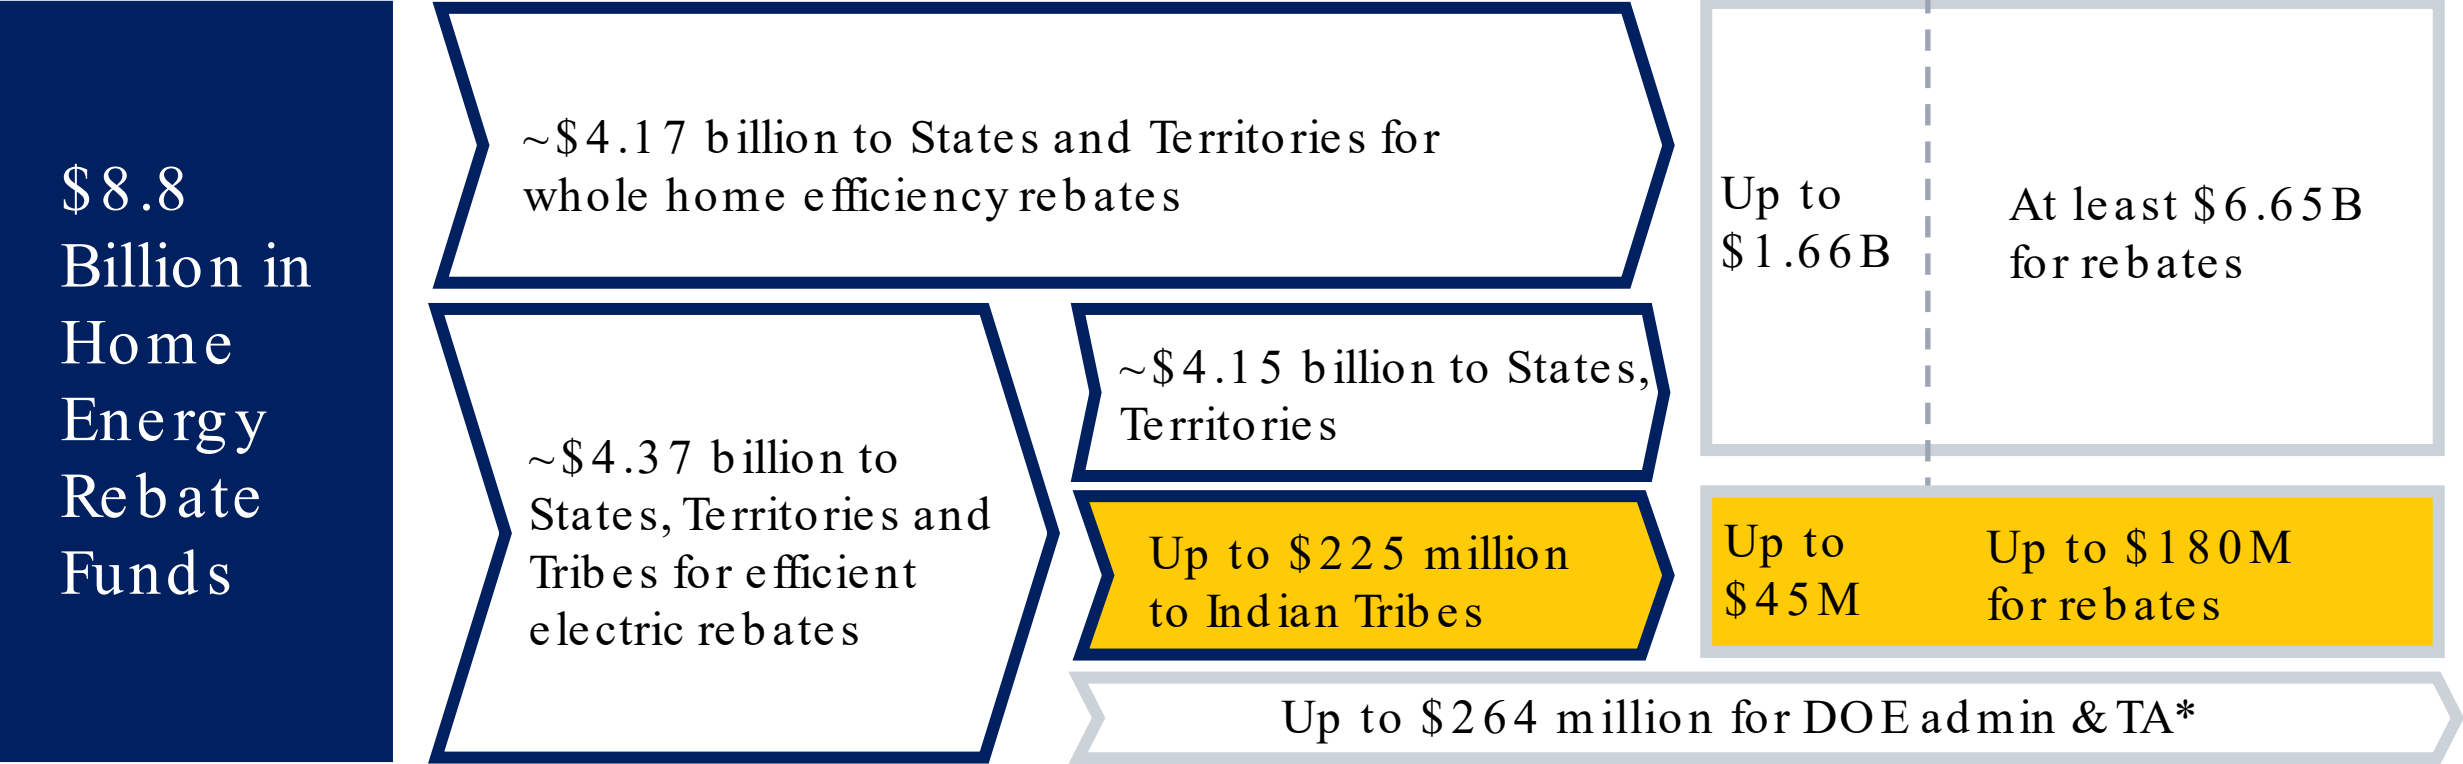 $8.8
Billion in
Home
Energy
Rebate
Funds
~$4.17 billion to States and Territories for
whole home efficiency rebates
~$4.37 billion to
States, Territories and
Tribes for efficient
electric rebates
~$4.15 billion to States,
Territories
Up to $225 million
to Indian Tribes
Up to
$1.66B
At least $6.65B
for rebates
Up to
$45M
Up to $180M
for rebates
Up to $264 million for DOE admin & TA*